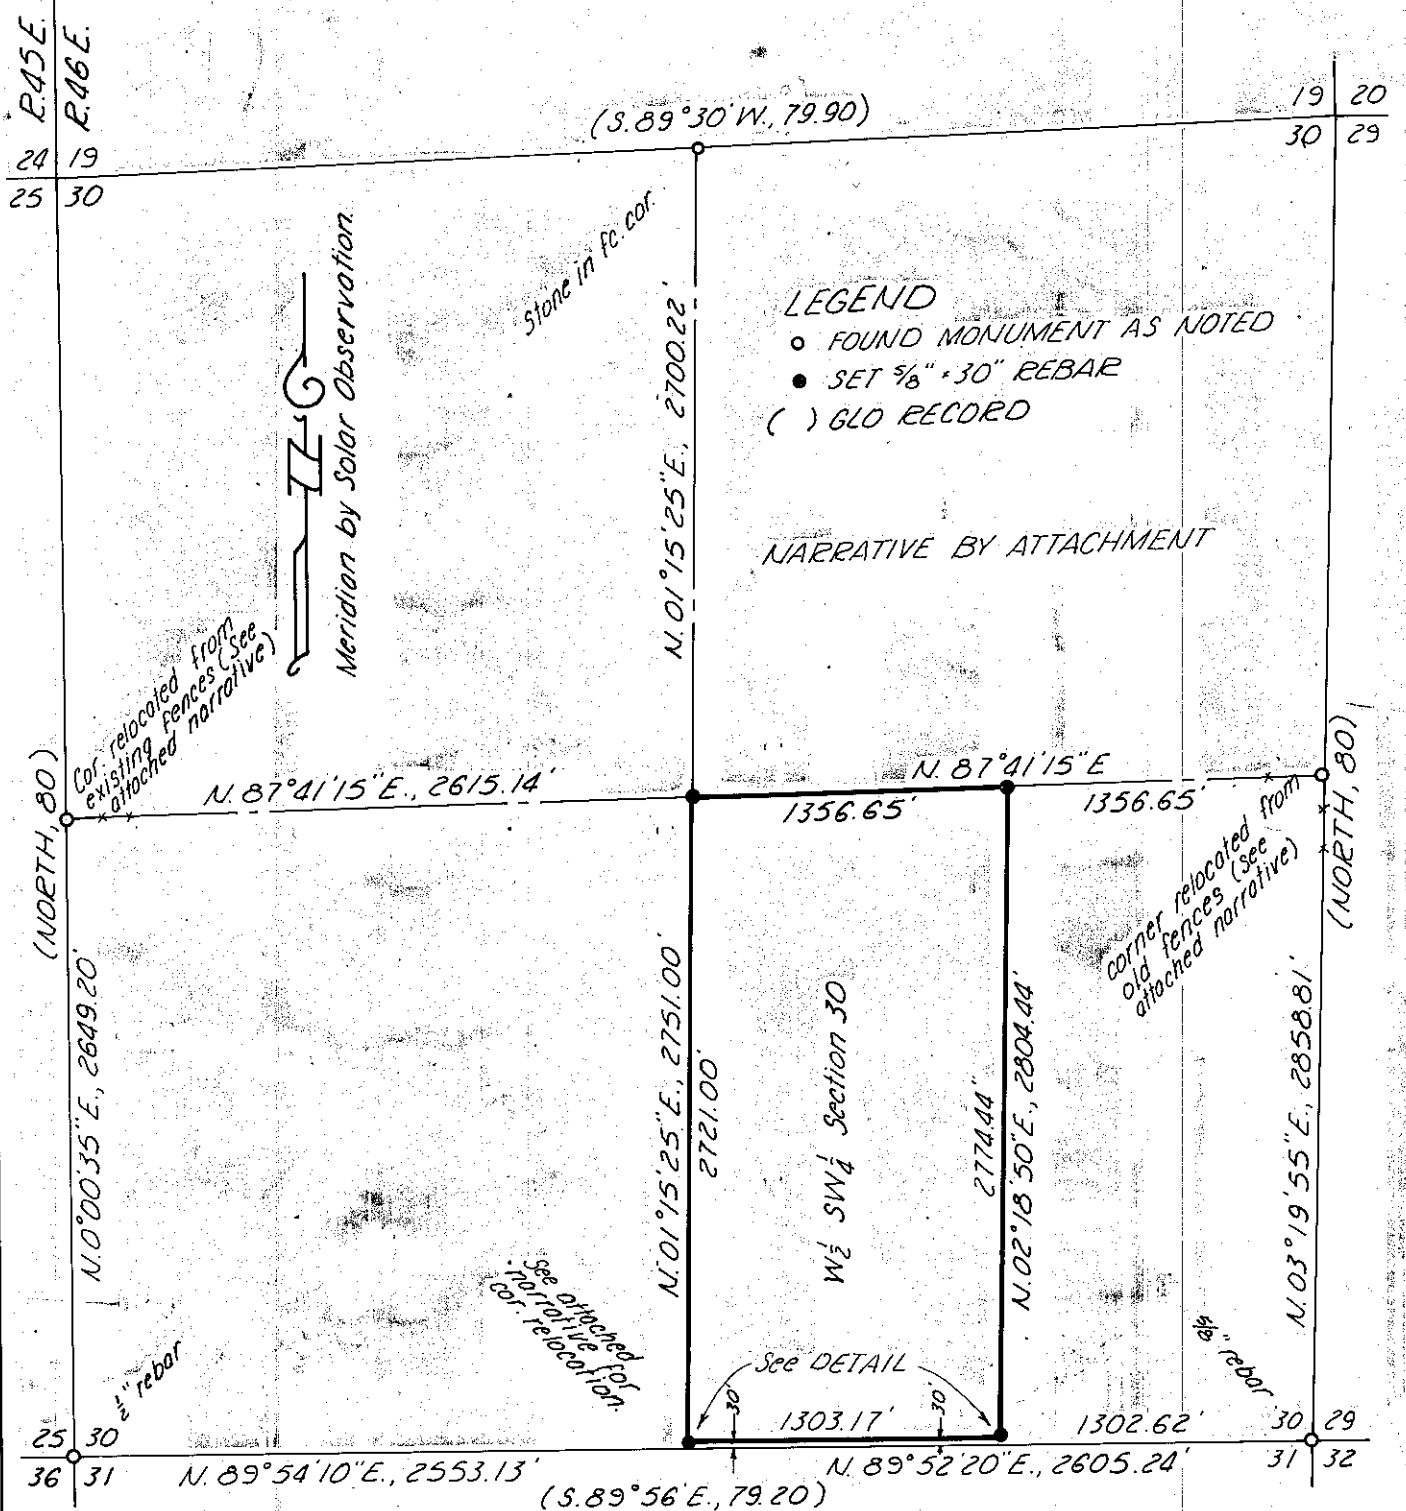 R.45E.
R.46E.
24 19
25 30
(S.89°30'W., 79.90)
19 20
30 29
Stone in fc. cor.
Meridian by Solar Observation.
N.01°15'25"E., 2700.22'
LEGEND
FOUND MONUMENT AS NOTED
SET 5/8" x 30" REBAR
( ) GLO RECORD
NARRATIVE BY ATTACHMENT
Cor. relocated from
existing fences (See
attached narrative)
(NORTH, 80)
N.87°41'15"E., 2615.14'
N.87°41'15"E
1356.65'
1356.65'
corner relocated from
old fences (See
attached narrative)
(NORTH, 80)
N.0°00'35"E., 2649.20'
N.01°15'25"E., 2751.00'
2721.00'
W½ SW¼ Section 30
2774.44"
N.02°18'50"E., 2804.44'
N.03°19'55"E., 2858.81'
½" rebar
See attached
narrative for
cor. relocation.
See DETAIL
30'
30'
1303.17'
1302.62'
rebar
25 30
36 31
N.89°54'10"E., 2553.13'
N.89°52'20"E., 2605.24'
30 29
31 32
(S.89°56'E., 79.20)